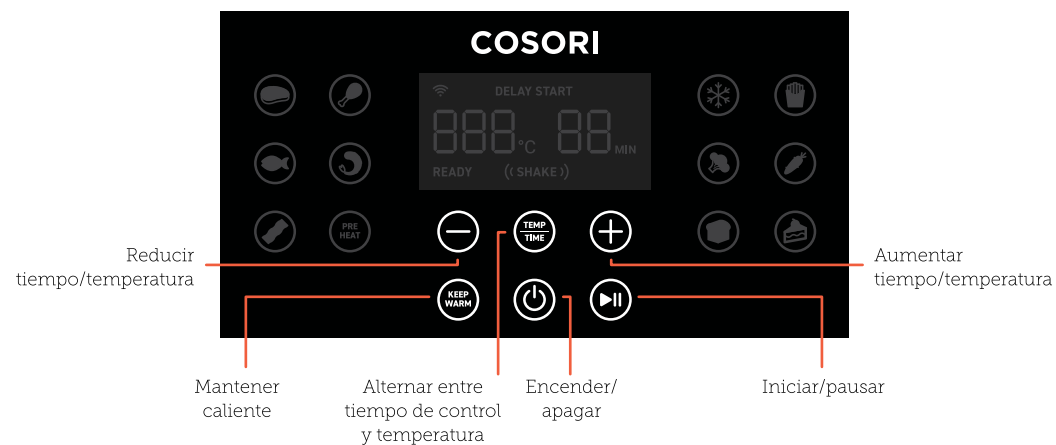 COSORI
DELAY START
888 °C 88 MIN
READY ((SHAKE))
PRE
HEAT
TEMP
TIME
KEEP
WARM
Reducir
tiempo/temperatura
Aumentar
tiempo/temperatura
Mantener
caliente
Alternar entre
tiempo de control
y temperatura
Encender/
apagar
Iniciar/pausar